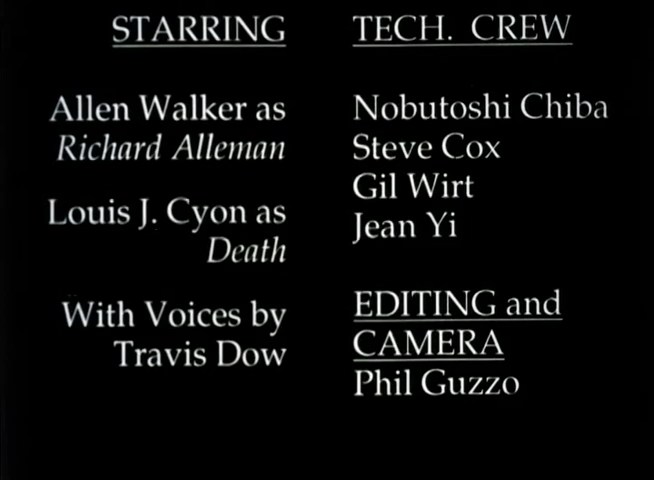 STARRING
Allen Walker as
Richard Alleman
Louis J. Cyon as
Death
With Voices by
Travis Dow
TECH. CREW
Nobutoshi Chiba
Steve Cox
Gil Wirt
Jean Yi
EDITING and
CAMERA
Phil Guzzo